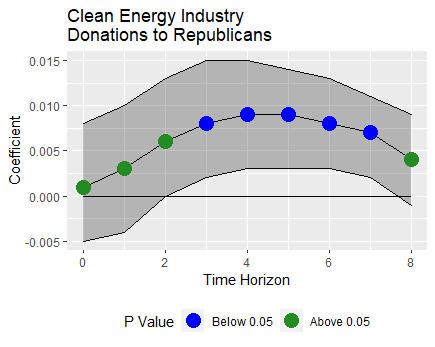 Clean Energy Industry
Donations to Republicans
0.015
0.010
0.005
0.000
-0.005
Coefficient
0 2 4 6 8
Time Horizon
P Value Below 0.05 Above 0.05